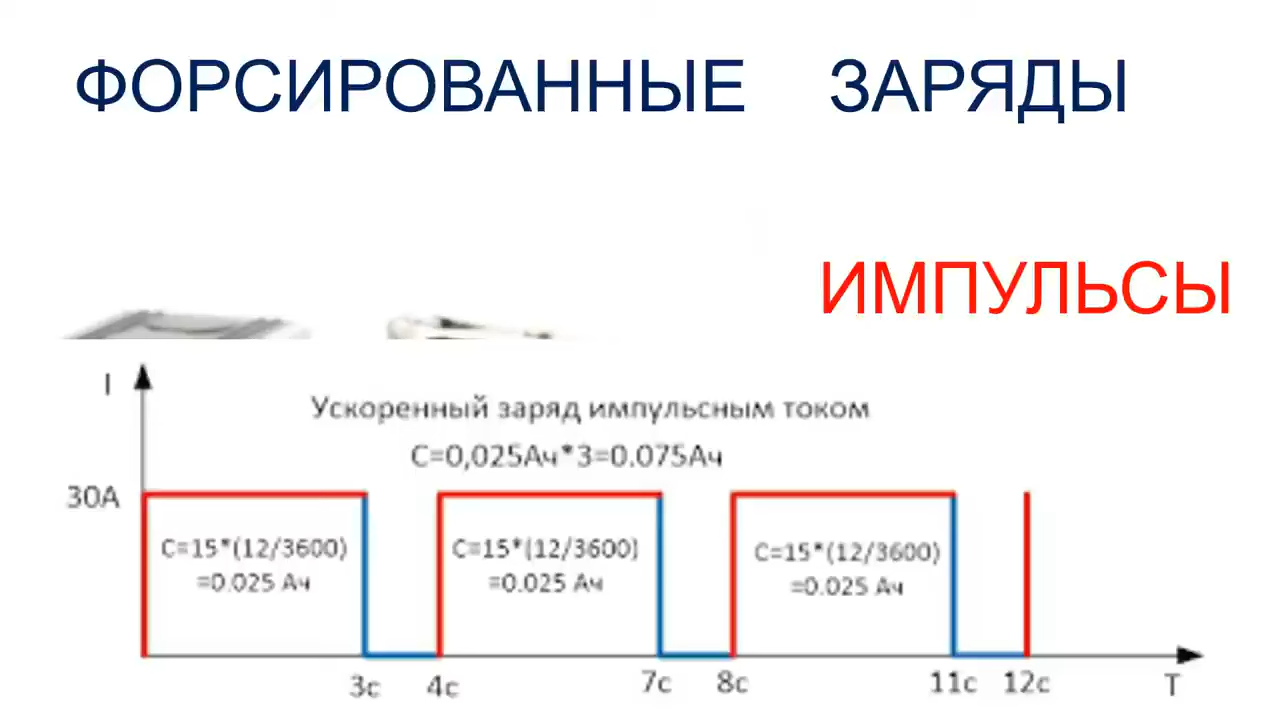 ФОРСИРОВАННЫЕ ЗАРЯДЫ
ИМПУЛЬСЫ
I
Ускоренный заряд импульсным током
C=0,025Ач*3=0.075Ач
30А
C=15*(12/3600)
=0.025 Ач
C=15*(12/3600)
=0.025 Ач
C=15*(12/3600)
=0.025 Ач
3с 4с 7с 8с 11с 12с T